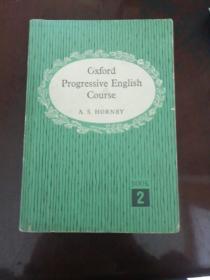 Oxford
Progressive English
Course
A. S. HORNBY
BOOK
2